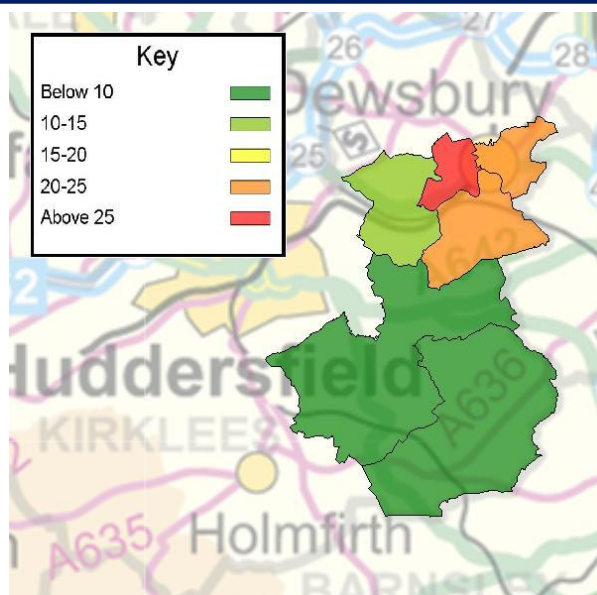 Key
Below 10
10-15
15-20
20-25
Above 25
26
27
28
Dewsbury
25
5
A642
Huddersfield
A636
KIRKLEES
Holmfirth
A635
BARNSLEY